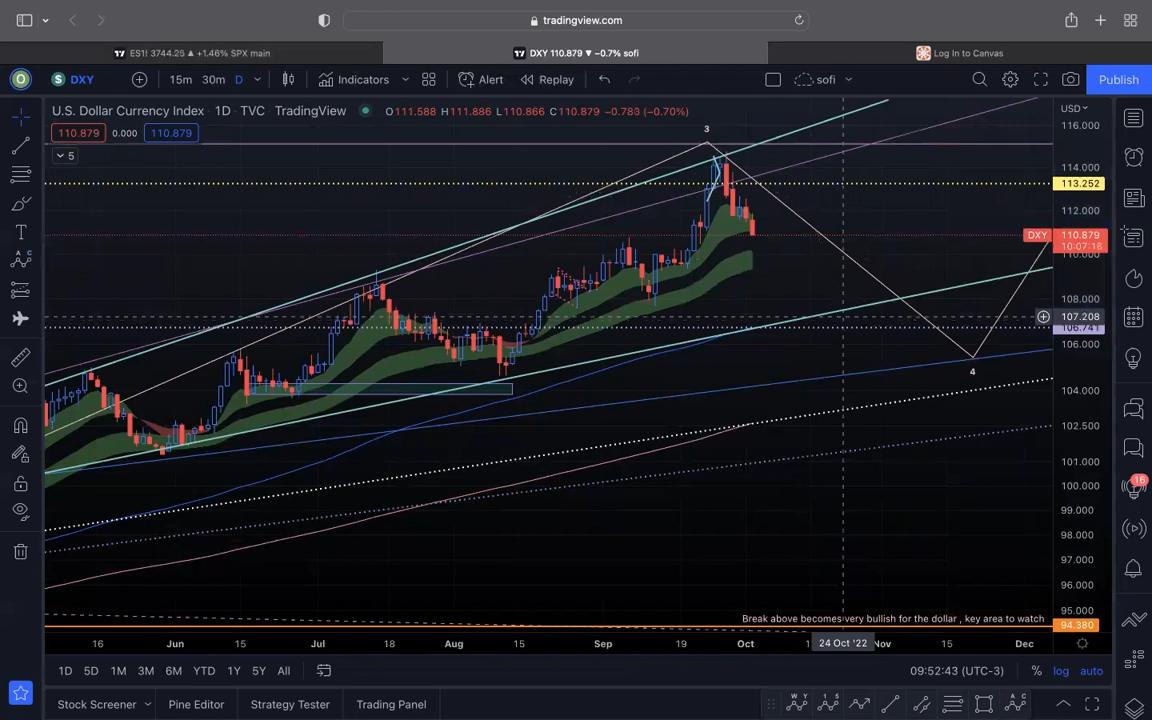 tradingview.com
ES1! 3744.25 ▲ +1.46% SPX main
DXY 110.879 ▼ −0.7% sofi
Log In to Canvas
DXY
15m 30m D
Indicators
Alert
Replay
sofi
Publish
U.S. Dollar Currency Index · 1D · TVC · TradingView
O111.588 H111.886 L110.866 C110.879 −0.783 (−0.70%)
USD
110.879 0.000 110.879
5
3
4
116.000
114.000
113.252
112.000
DXY 110.879
10:07:18
110.000
108.000
107.208
106.741
106.000
104.000
102.500
101.000
100.000
99.000
98.000
97.000
96.000
95.000
94.380
16
Break above becomes very bullish for the dollar , key area to watch
16 Jun 15 Jul 18 Aug 15 Sep 19 Oct 24 Oct '22 Nov 15 Dec
1D 5D 1M 3M 6M YTD 1Y 5Y All
09:52:43 (UTC-3)
% log auto
Stock Screener
Pine Editor
Strategy Tester
Trading Panel